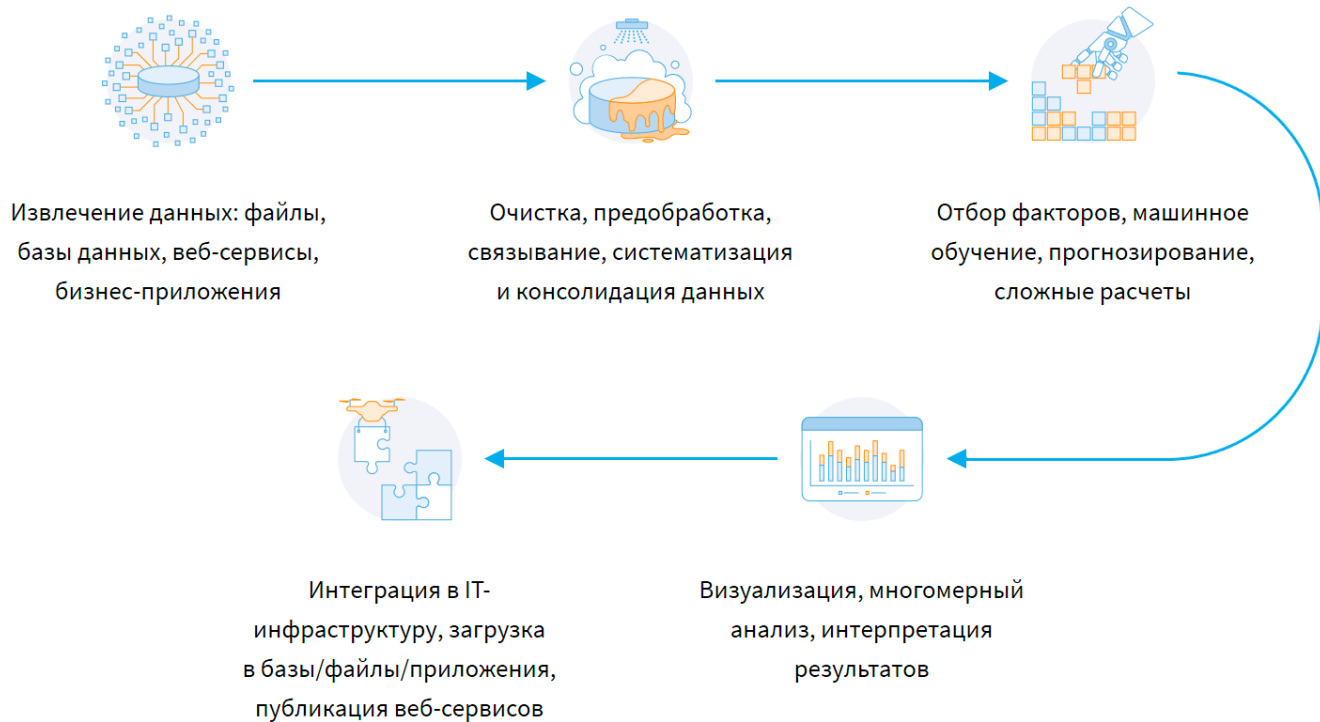 Извлечение данных: файлы,
базы данных, веб-сервисы,
бизнес-приложения
Очистка, предобработка,
связывание, систематизация
и консолидация данных
Отбор факторов, машинное
обучение, прогнозирование,
сложные расчеты
Визуализация, многомерный
анализ, интерпретация
результатов
Интеграция в IT-
инфраструктуру, загрузка
в базы/файлы/приложения,
публикация веб-сервисов